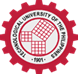 TECHNOLOGICAL UNIVERSITY OF THE PHILIPPINES
- 1901 -